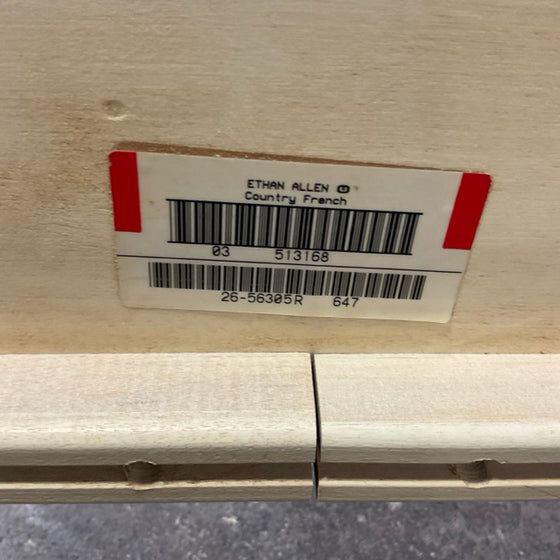 ETHAN ALLEN
Country French
03 513168
26-56305R 647